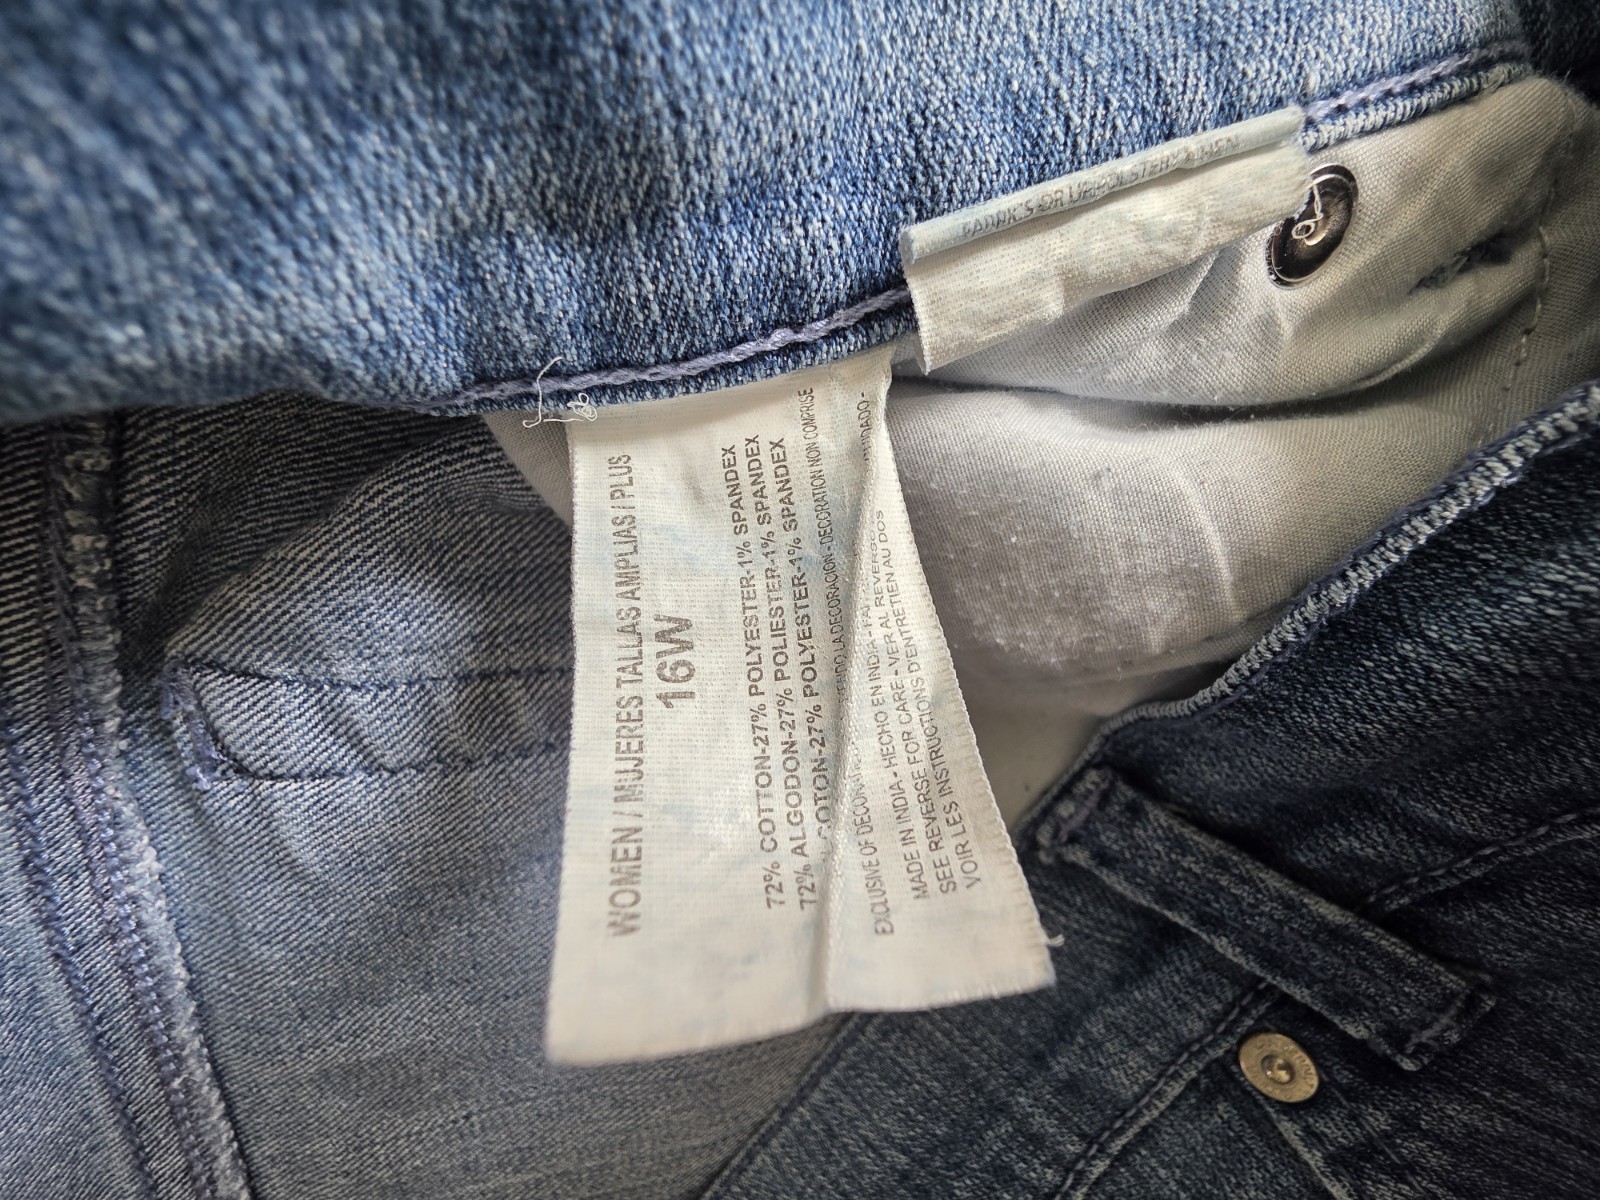 WOMEN / MUJERES TALLAS AMPLIAS / PLUS
16W
72% COTTON-27% POLYESTER-1% SPANDEX
72% ALGODON-27% POLIESTER-1% SPANDEX
72% COTON-27% POLYESTER-1% SPANDEX
EXCLUSIVE OF LA DECORACION - DECORATION NON COMPRISE
MADE IN INDIA - HECHO EN INDIA
SEE REVERSE FOR CARE - VER AL REVERSO
VOIR LES INSTRUCTIONS D'ENTRETIEN AU DOS
OR UPHOLSTERY